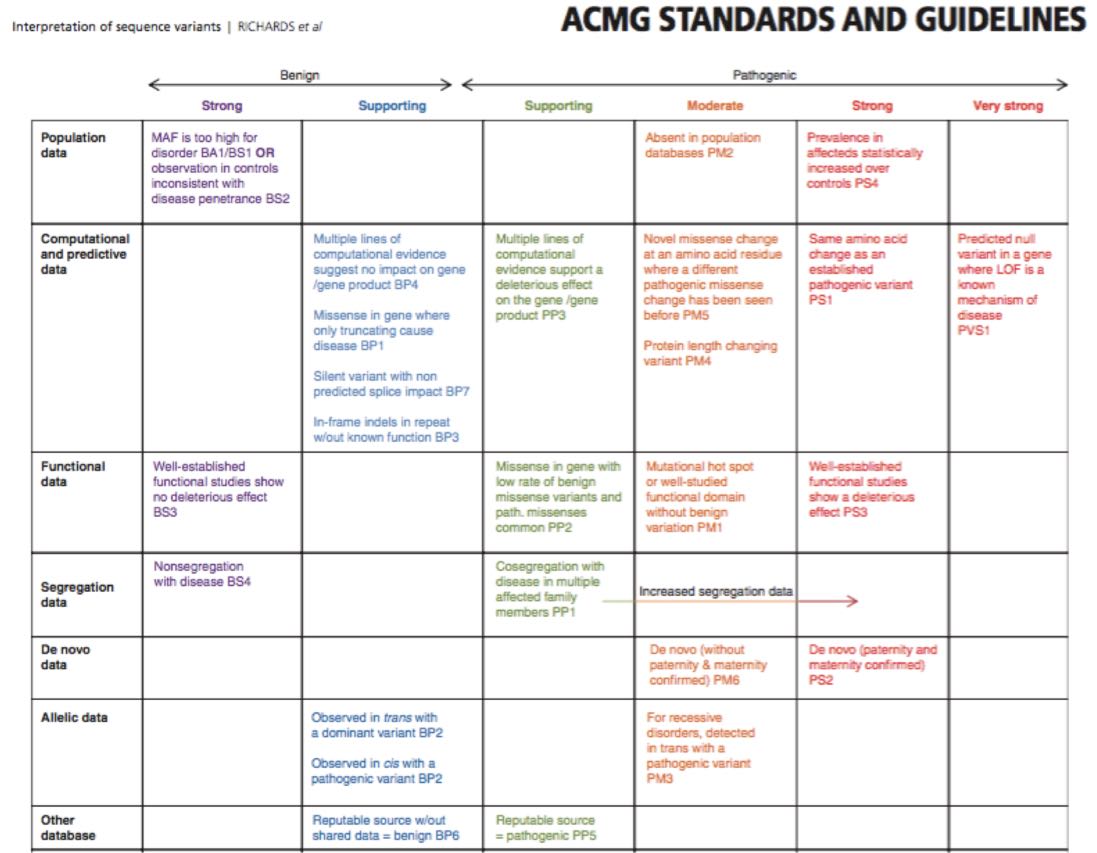 Interpretation of sequence variants | RICHARDS et al
ACMG STANDARDS AND GUIDELINES
Benign
Pathogenic
Strong
Supporting
Supporting
Moderate
Strong
Very strong
Population
data
MAF is too high for
disorder BA1/BS1 OR
observation in controls
inconsistent with
disease penetrance BS2
Absent in population
databases PM2
Prevalence in
affecteds statistically
increased over
controls PS4
Computational
and predictive
data
Multiple lines of
computational evidence
suggest no impact on gene
/gene product BP4
Missense in gene where
only truncating cause
disease BP1
Silent variant with non
predicted splice impact BP7
In-frame indels in repeat
w/out known function BP3
Multiple lines of
computational
evidence support a
deleterious effect
on the gene /gene
product PP3
Novel missense change
at an amino acid residue
where a different
pathogenic missense
change has been seen
before PM5
Protein length changing
variant PM4
Same amino acid
change as an
established
pathogenic variant
PS1
Predicted null
variant in a gene
where LOF is a
known
mechanism of
disease
PVS1
Functional
data
Well-established
functional studies show
no deleterious effect
BS3
Missense in gene with
low rate of benign
missense variants and
path. missenses
common PP2
Mutational hot spot
or well-studied
functional domain
without benign
variation PM1
Well-established
functional studies
show a deleterious
effect PS3
Segregation
data
Nonsegregation
with disease BS4
Cosegregation with
disease in multiple
affected family
members PP1
Increased segregation data
De novo
data
De novo (without
paternity & maternity
confirmed) PM6
De novo (paternity and
maternity confirmed)
PS2
Allelic data
Observed in trans with
a dominant variant BP2
Observed in cis with a
pathogenic variant BP2
For recessive
disorders, detected
in trans with a
pathogenic variant
PM3
Other
database
Reputable source w/out
shared data = benign BP6
Reputable source
= pathogenic PP5